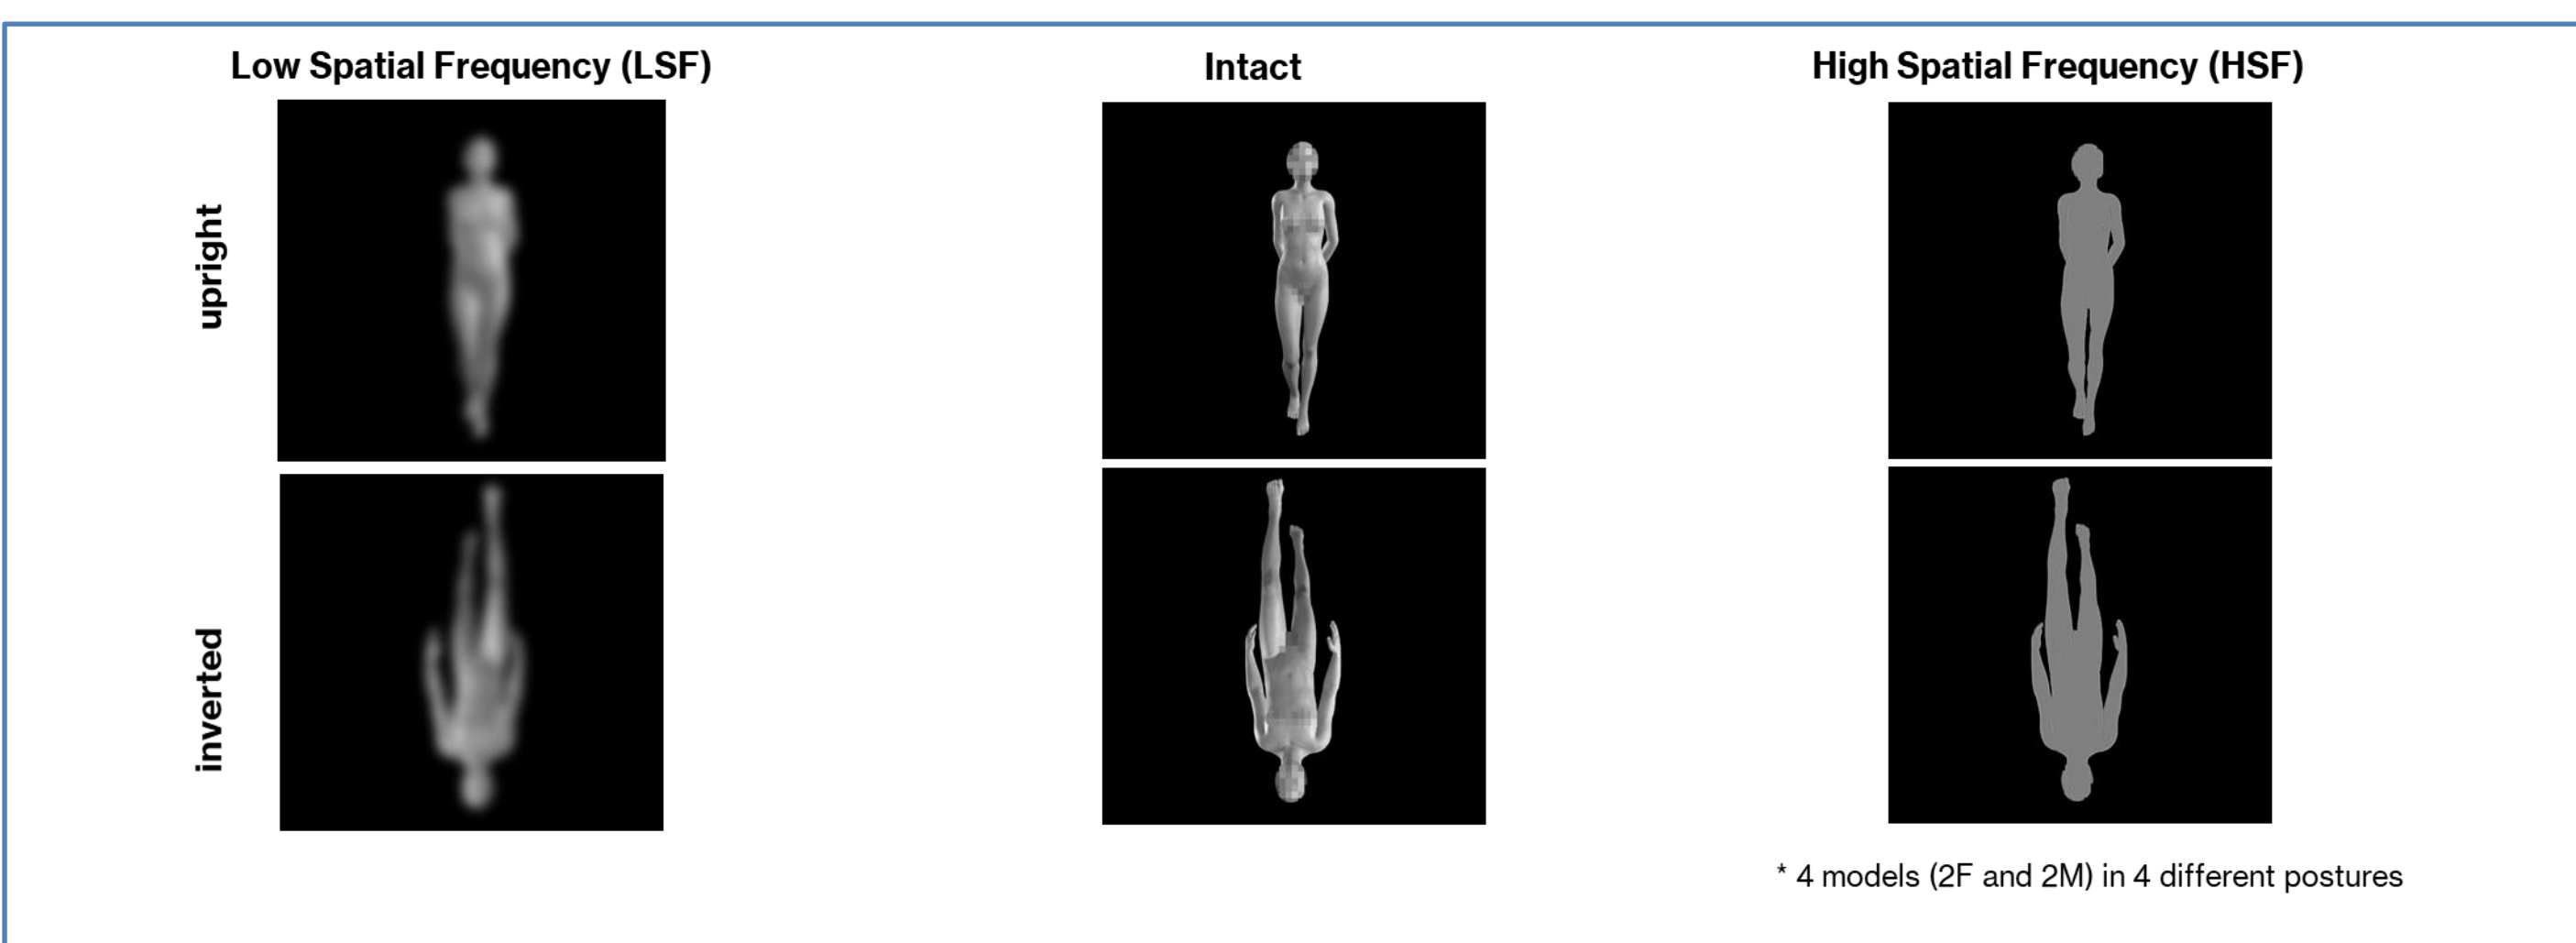 Low Spatial Frequency (LSF)
Intact
High Spatial Frequency (HSF)
upright
inverted
* 4 models (2F and 2M) in 4 different postures